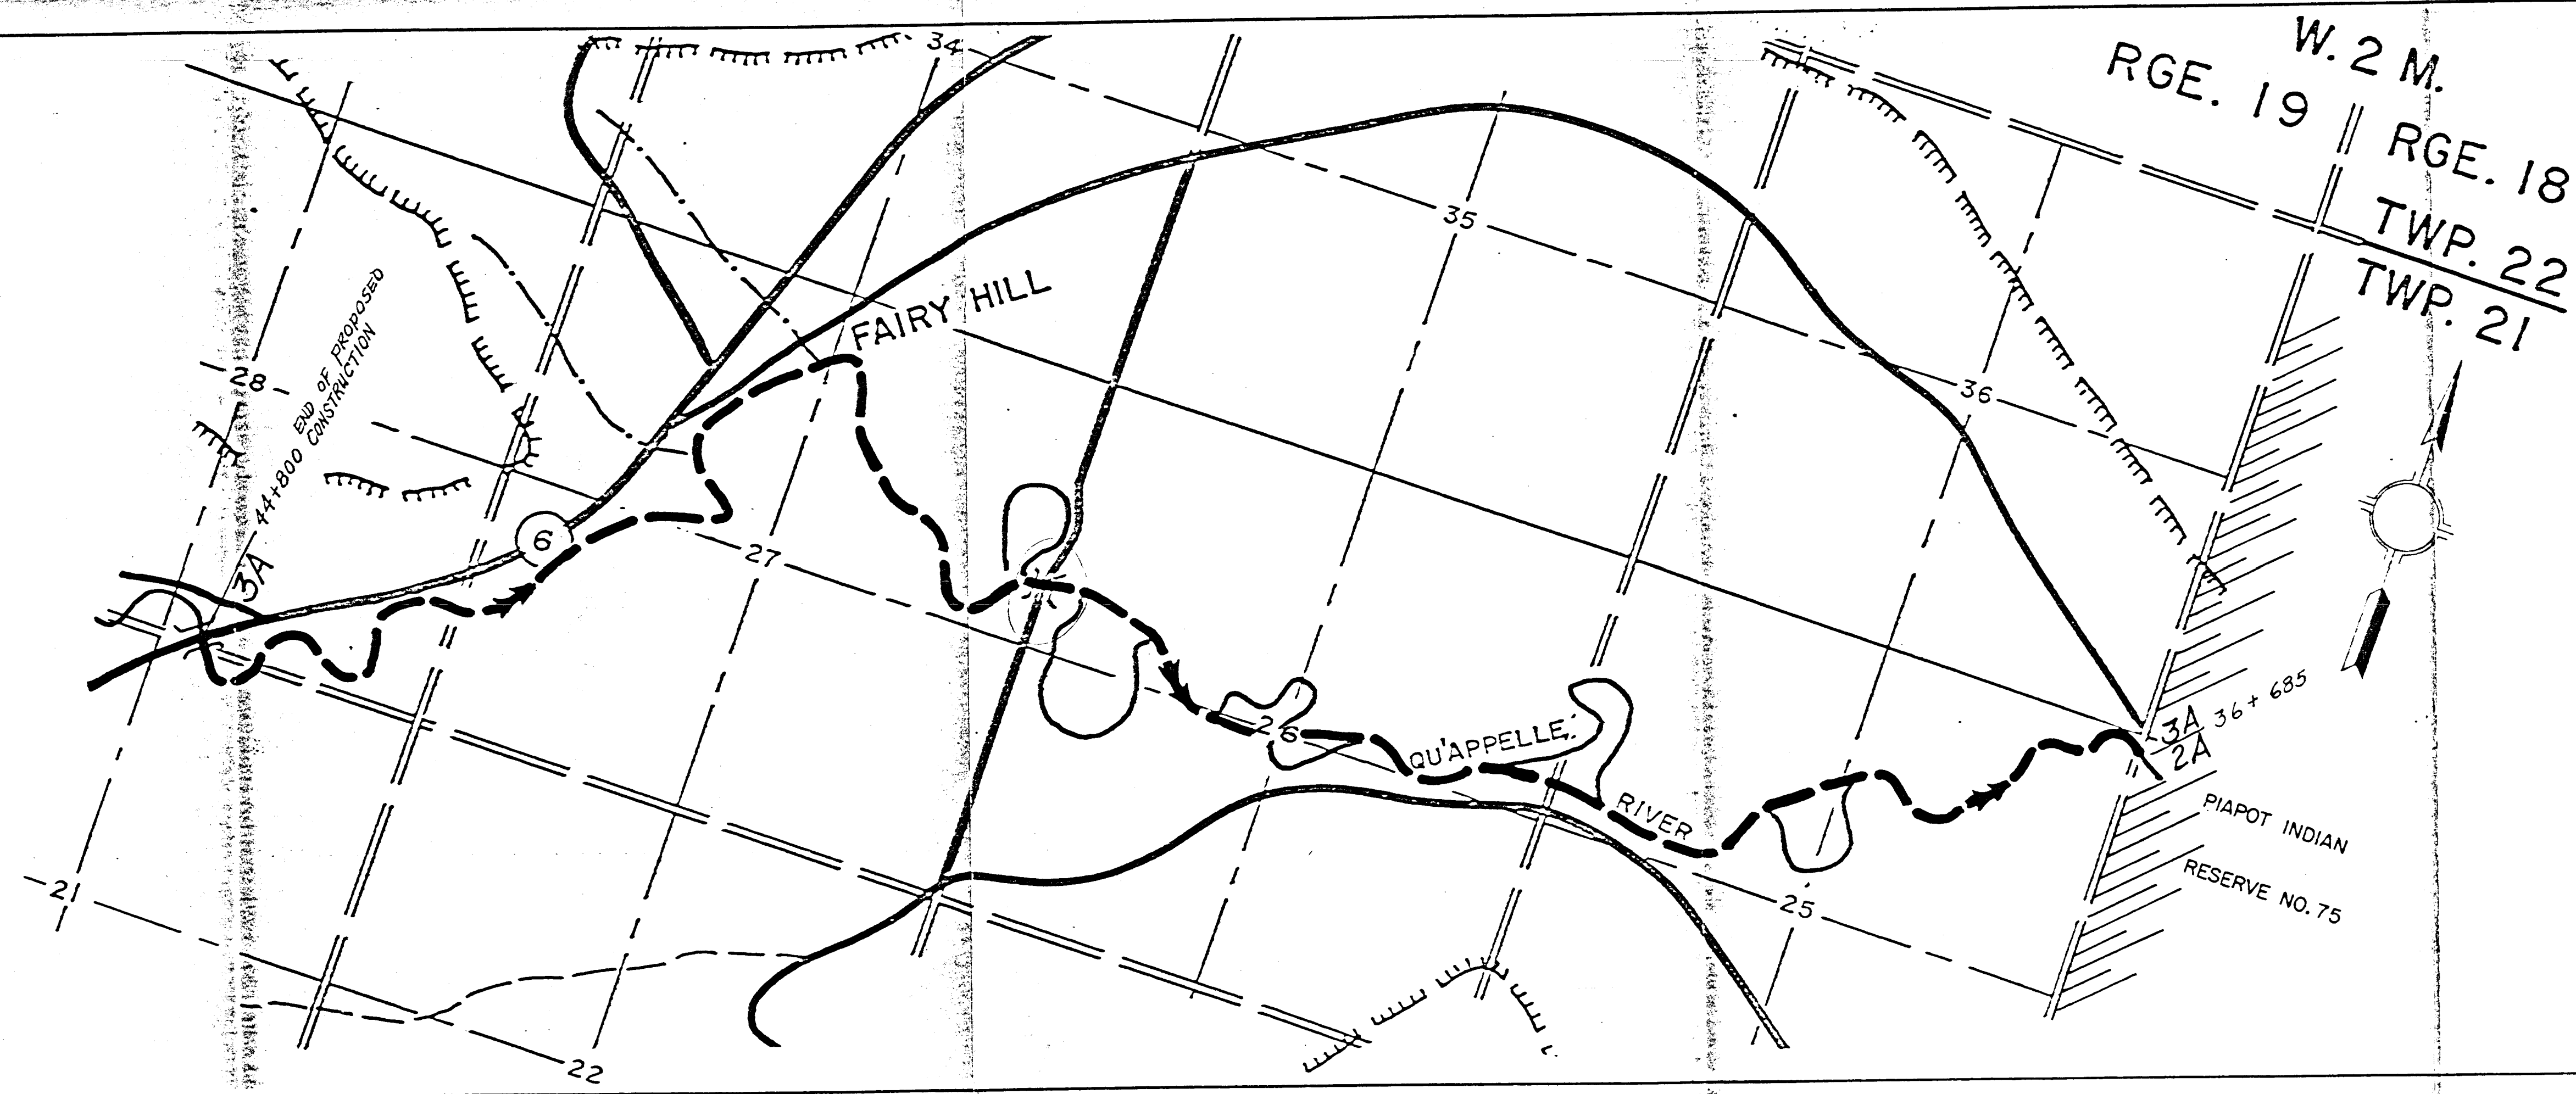 W. 2 M.
RGE. 19
RGE. 18
TWP. 22
TWP. 21
34
35
36
FAIRY HILL
28
END OF PROPOSED
44+800 CONSTRUCTION
3A
6
27
26
QU'APPELLE
RIVER
25
3A
2A
36+685
PIAPOT INDIAN
RESERVE NO. 75
21
22